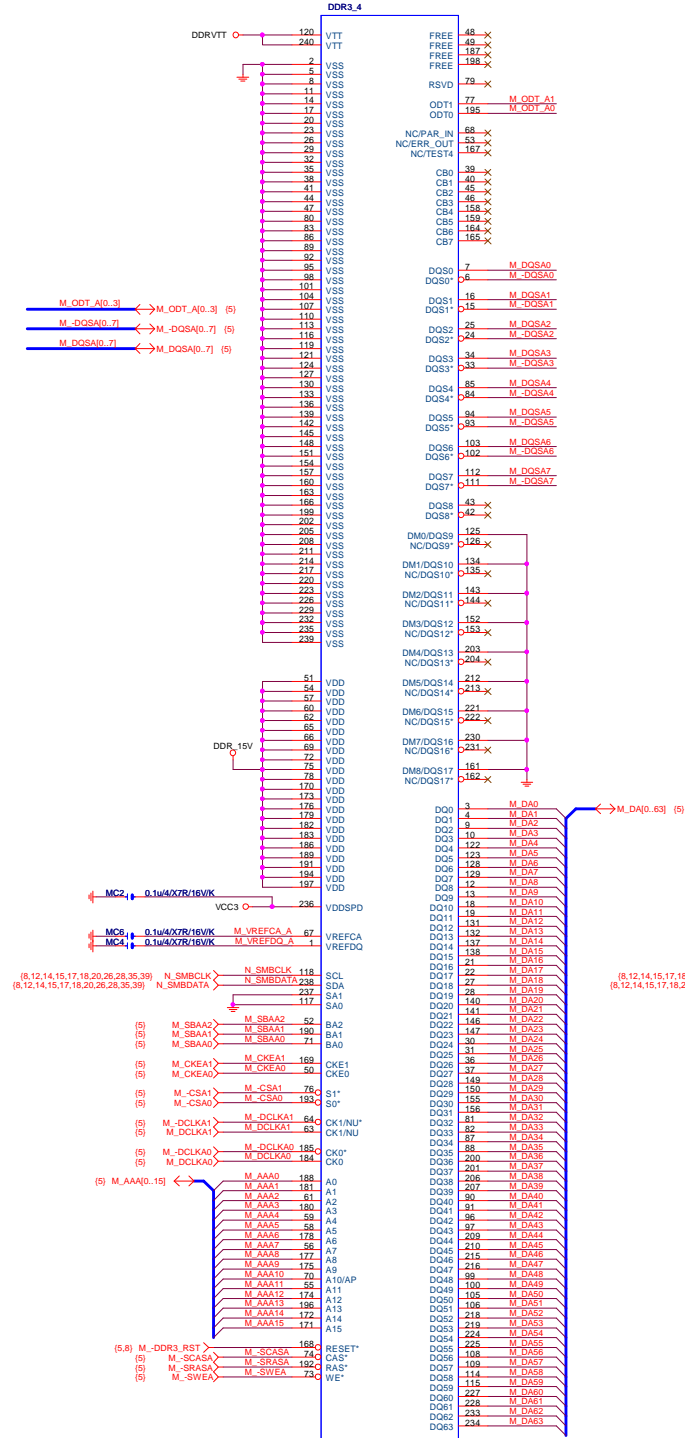 DDR3_4
DDRVTT 120 VTT
240 VTT
2 VSS
5 VSS
8 VSS
11 VSS
14 VSS
17 VSS
20 VSS
23 VSS
26 VSS
29 VSS
32 VSS
35 VSS
38 VSS
41 VSS
44 VSS
47 VSS
80 VSS
83 VSS
86 VSS
89 VSS
92 VSS
95 VSS
98 VSS
101 VSS
104 VSS
107 VSS
110 VSS
113 VSS
116 VSS
119 VSS
121 VSS
124 VSS
127 VSS
130 VSS
133 VSS
136 VSS
139 VSS
142 VSS
145 VSS
148 VSS
151 VSS
154 VSS
157 VSS
160 VSS
163 VSS
166 VSS
199 VSS
202 VSS
205 VSS
208 VSS
211 VSS
214 VSS
217 VSS
220 VSS
223 VSS
226 VSS
229 VSS
232 VSS
235 VSS
239 VSS
M_ODT_A[0..3] M_ODT_A[0..3] {5}
M_-DQSA[0..7] M_-DQSA[0..7] {5}
M_DQSA[0..7] M_DQSA[0..7] {5}
51 VDD
54 VDD
57 VDD
60 VDD
62 VDD
65 VDD
66 VDD
69 VDD
72 VDD
DDR_15V 75 VDD
78 VDD
170 VDD
173 VDD
176 VDD
179 VDD
182 VDD
183 VDD
186 VDD
189 VDD
191 VDD
194 VDD
197 VDD
MC2 0.1u/4/X7R/16V/K
VCC3 236 VDDSPD
MC6 0.1u/4/X7R/16V/K M_VREFCA_A 67 VREFCA
MC4 0.1u/4/X7R/16V/K M_VREFDQ_A 1 VREFDQ
{8,12,14,15,17,18,20,26,28,35,39} N_SMBCLK N_SMBCLK 118 SCL
{8,12,14,15,17,18,20,26,28,35,39} N_SMBDATA N_SMBDATA 238 SDA
237 SA1
117 SA0
{5} M_SBAA2 M_SBAA2 52 BA2
{5} M_SBAA1 M_SBAA1 190 BA1
{5} M_SBAA0 M_SBAA0 71 BA0
{5} M_CKEA1 M_CKEA1 169 CKE1
{5} M_CKEA0 M_CKEA0 50 CKE0
{5} M_-CSA1 M_-CSA1 76 S1*
{5} M_-CSA0 M_-CSA0 193 S0*
{5} M_-DCLKA1 M_-DCLKA1 64 CK1/NU*
{5} M_DCLKA1 M_DCLKA1 63 CK1/NU
{5} M_-DCLKA0 M_-DCLKA0 185 CK0*
{5} M_DCLKA0 M_DCLKA0 184 CK0
{5} M_AAA[0..15] M_AAA0 188 A0
M_AAA1 181 A1
M_AAA2 61 A2
M_AAA3 180 A3
M_AAA4 59 A4
M_AAA5 58 A5
M_AAA6 178 A6
M_AAA7 56 A7
M_AAA8 177 A8
M_AAA9 175 A9
M_AAA10 70 A10/AP
M_AAA11 55 A11
M_AAA12 174 A12
M_AAA13 196 A13
M_AAA14 172 A14
M_AAA15 171 A15
{5,8} M_-DDR3_RST 168 RESET*
{5} M_-SCASA M_-SCASA 74 CAS*
{5} M_-SRASA M_-SRASA 192 RAS*
{5} M_-SWEA M_-SWEA 73 WE*
FREE 48
FREE 49
FREE 187
FREE 198
RSVD 79
ODT1 77 M_ODT_A1
ODT0 195 M_ODT_A0
NC/PAR_IN 68
NC/ERR_OUT 53
NC/TEST4 167
CB0 39
CB1 40
CB2 45
CB3 46
CB4 158
CB5 159
CB6 164
CB7 165
DQS0 7 M_DQSA0
DQS0* 6 M_-DQSA0
DQS1 16 M_DQSA1
DQS1* 15 M_-DQSA1
DQS2 25 M_DQSA2
DQS2* 24 M_-DQSA2
DQS3 34 M_DQSA3
DQS3* 33 M_-DQSA3
DQS4 85 M_DQSA4
DQS4* 84 M_-DQSA4
DQS5 94 M_DQSA5
DQS5* 93 M_-DQSA5
DQS6 103 M_DQSA6
DQS6* 102 M_-DQSA6
DQS7 112 M_DQSA7
DQS7* 111 M_-DQSA7
DQS8 43
DQS8* 42
DM0/DQS9 125
NC/DQS9* 126
DM1/DQS10 134
NC/DQS10* 135
DM2/DQS11 143
NC/DQS11* 144
DM3/DQS12 152
NC/DQS12* 153
DM4/DQS13 203
NC/DQS13* 204
DM5/DQS14 212
NC/DQS14* 213
DM6/DQS15 221
NC/DQS15* 222
DM7/DQS16 230
NC/DQS16* 231
DM8/DQS17 161
NC/DQS17* 162
DQ0 3 M_DA0 M_DA[0..63] {5}
DQ1 4 M_DA1
DQ2 9 M_DA2
DQ3 10 M_DA3
DQ4 122 M_DA4
DQ5 123 M_DA5
DQ6 128 M_DA6
DQ7 129 M_DA7
DQ8 12 M_DA8
DQ9 13 M_DA9
DQ10 18 M_DA10
DQ11 19 M_DA11
DQ12 131 M_DA12
DQ13 132 M_DA13
DQ14 137 M_DA14
DQ15 138 M_DA15
DQ16 21 M_DA16
DQ17 22 M_DA17 {8,12,14,15,17,18
DQ18 27 M_DA18 {8,12,14,15,17,18,2
DQ19 28 M_DA19
DQ20 140 M_DA20
DQ21 141 M_DA21
DQ22 146 M_DA22
DQ23 147 M_DA23
DQ24 30 M_DA24
DQ25 31 M_DA25
DQ26 36 M_DA26
DQ27 37 M_DA27
DQ28 149 M_DA28
DQ29 150 M_DA29
DQ30 155 M_DA30
DQ31 156 M_DA31
DQ32 81 M_DA32
DQ33 82 M_DA33
DQ34 87 M_DA34
DQ35 88 M_DA35
DQ36 200 M_DA36
DQ37 201 M_DA37
DQ38 206 M_DA38
DQ39 207 M_DA39
DQ40 90 M_DA40
DQ41 91 M_DA41
DQ42 96 M_DA42
DQ43 97 M_DA43
DQ44 209 M_DA44
DQ45 210 M_DA45
DQ46 215 M_DA46
DQ47 216 M_DA47
DQ48 99 M_DA48
DQ49 100 M_DA49
DQ50 105 M_DA50
DQ51 106 M_DA51
DQ52 218 M_DA52
DQ53 219 M_DA53
DQ54 224 M_DA54
DQ55 225 M_DA55
DQ56 108 M_DA56
DQ57 109 M_DA57
DQ58 114 M_DA58
DQ59 115 M_DA59
DQ60 227 M_DA60
DQ61 228 M_DA61
DQ62 233 M_DA62
DQ63 234 M_DA63